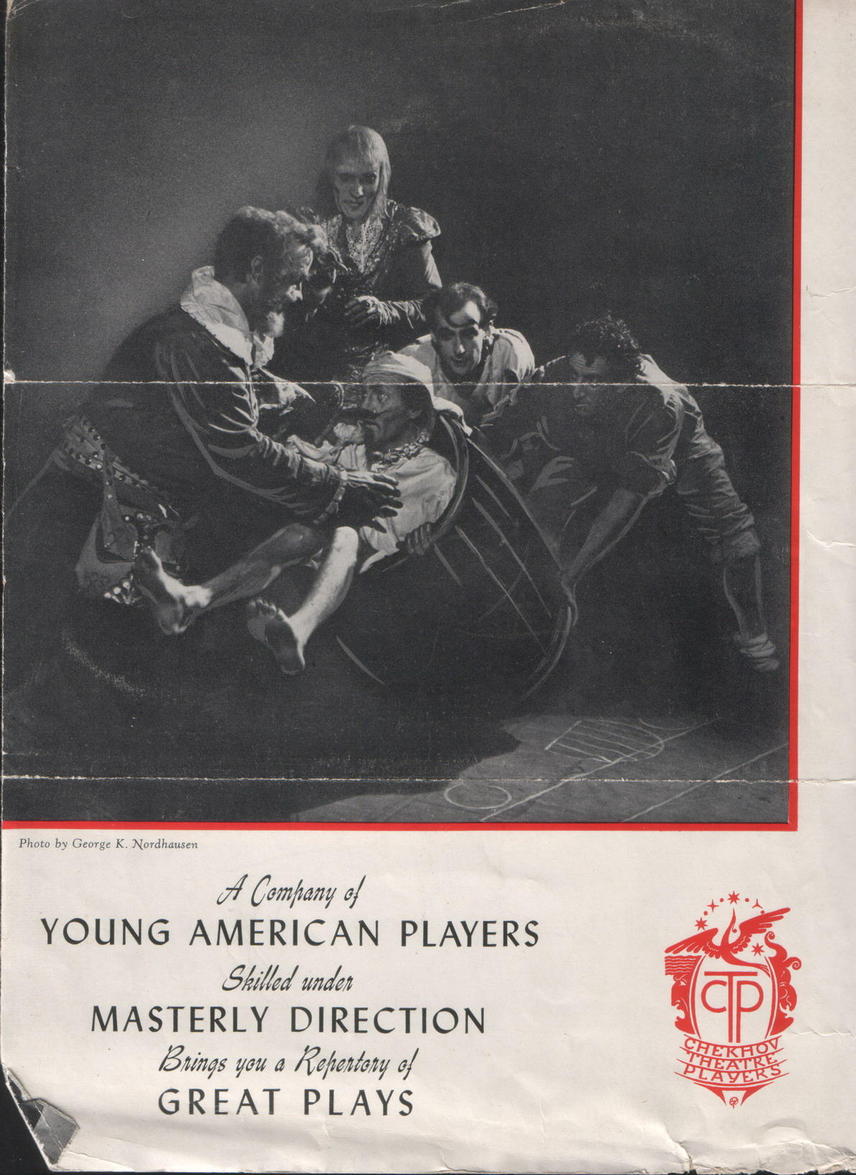 Photo by George K. Nordhausen
A Company of
YOUNG AMERICAN PLAYERS
Skilled under
MASTERLY DIRECTION
Brings you a Repertory of
GREAT PLAYS
CTP
CHEKHOV
THEATRE
PLAYERS